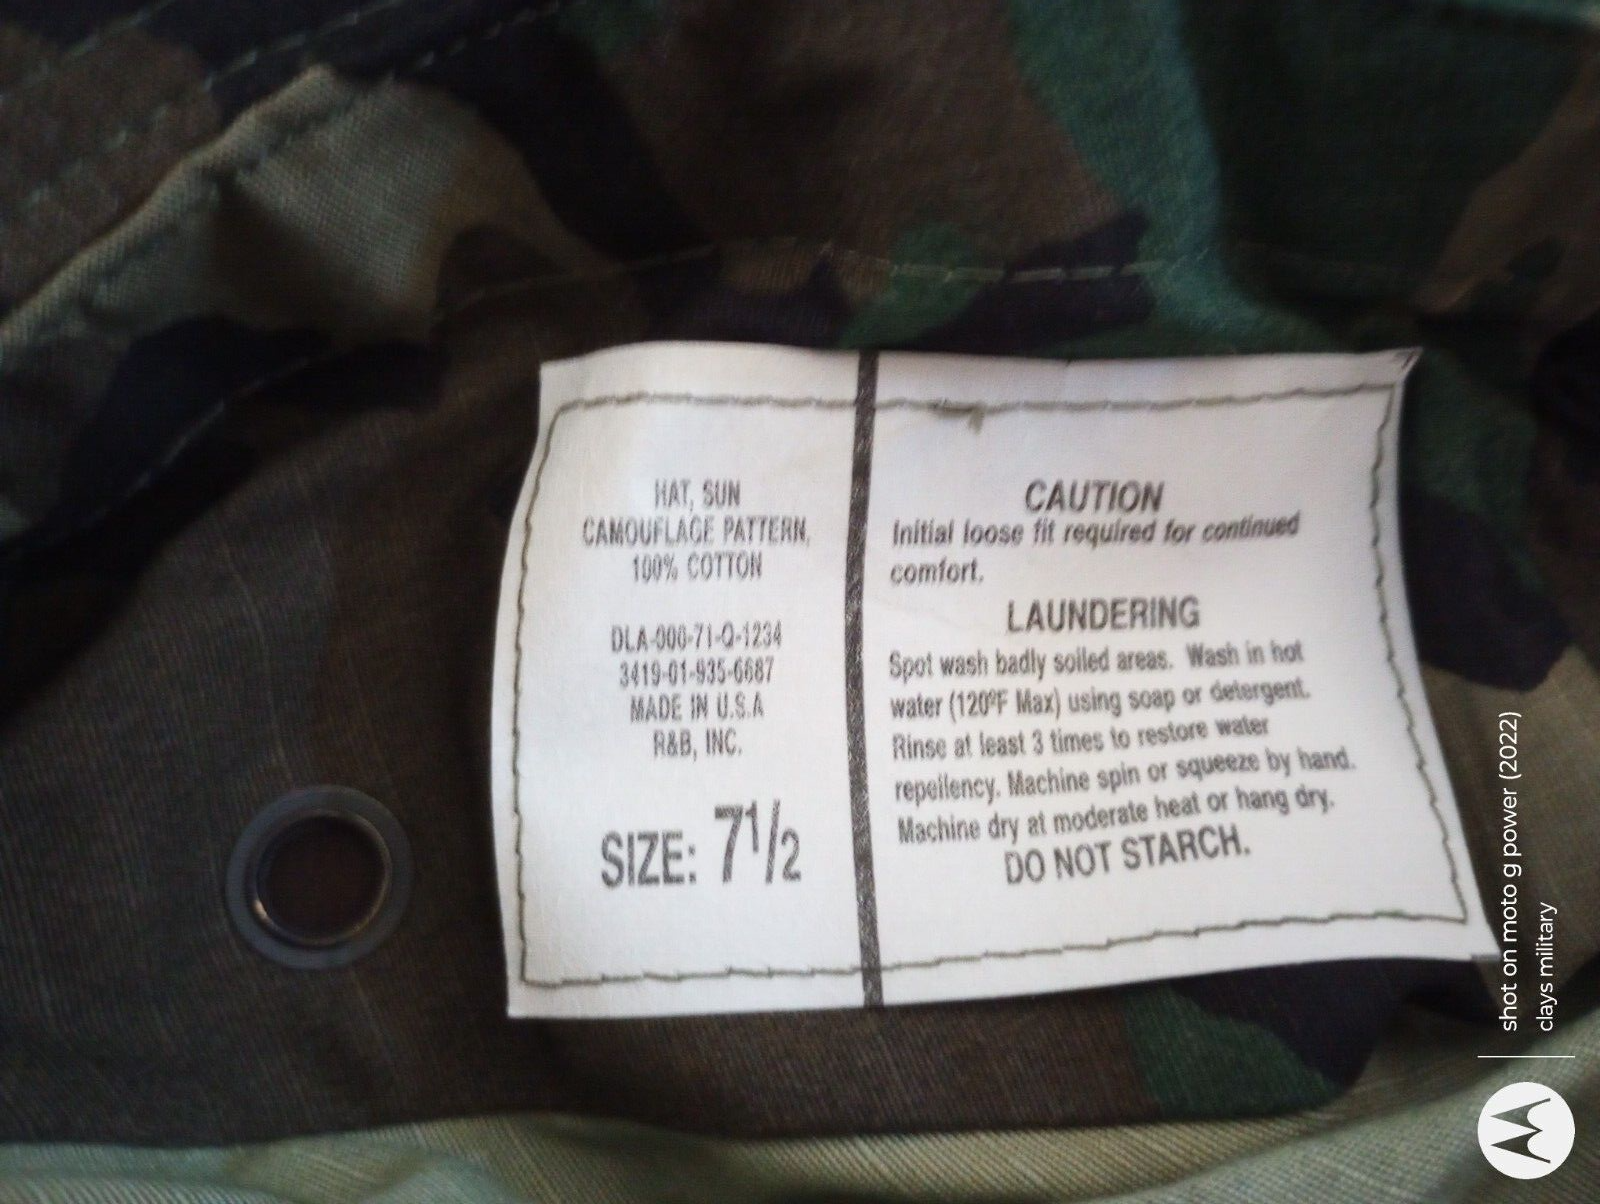 HAT, SUN
CAMOUFLAGE PATTERN,
100% COTTON
DLA-000-71-Q-1234
3419-01-935-6687
MADE IN U.S.A
R&B, INC.
SIZE: 7 1/2
CAUTION
Initial loose fit required for continued
comfort.
LAUNDERING
Spot wash badly soiled areas. Wash in hot
water (120ºF Max) using soap or detergent.
Rinse at least 3 times to restore water
repellency. Machine spin or squeeze by hand.
Machine dry at moderate heat or hang dry.
DO NOT STARCH.
shot on moto g power (2022)
clays military